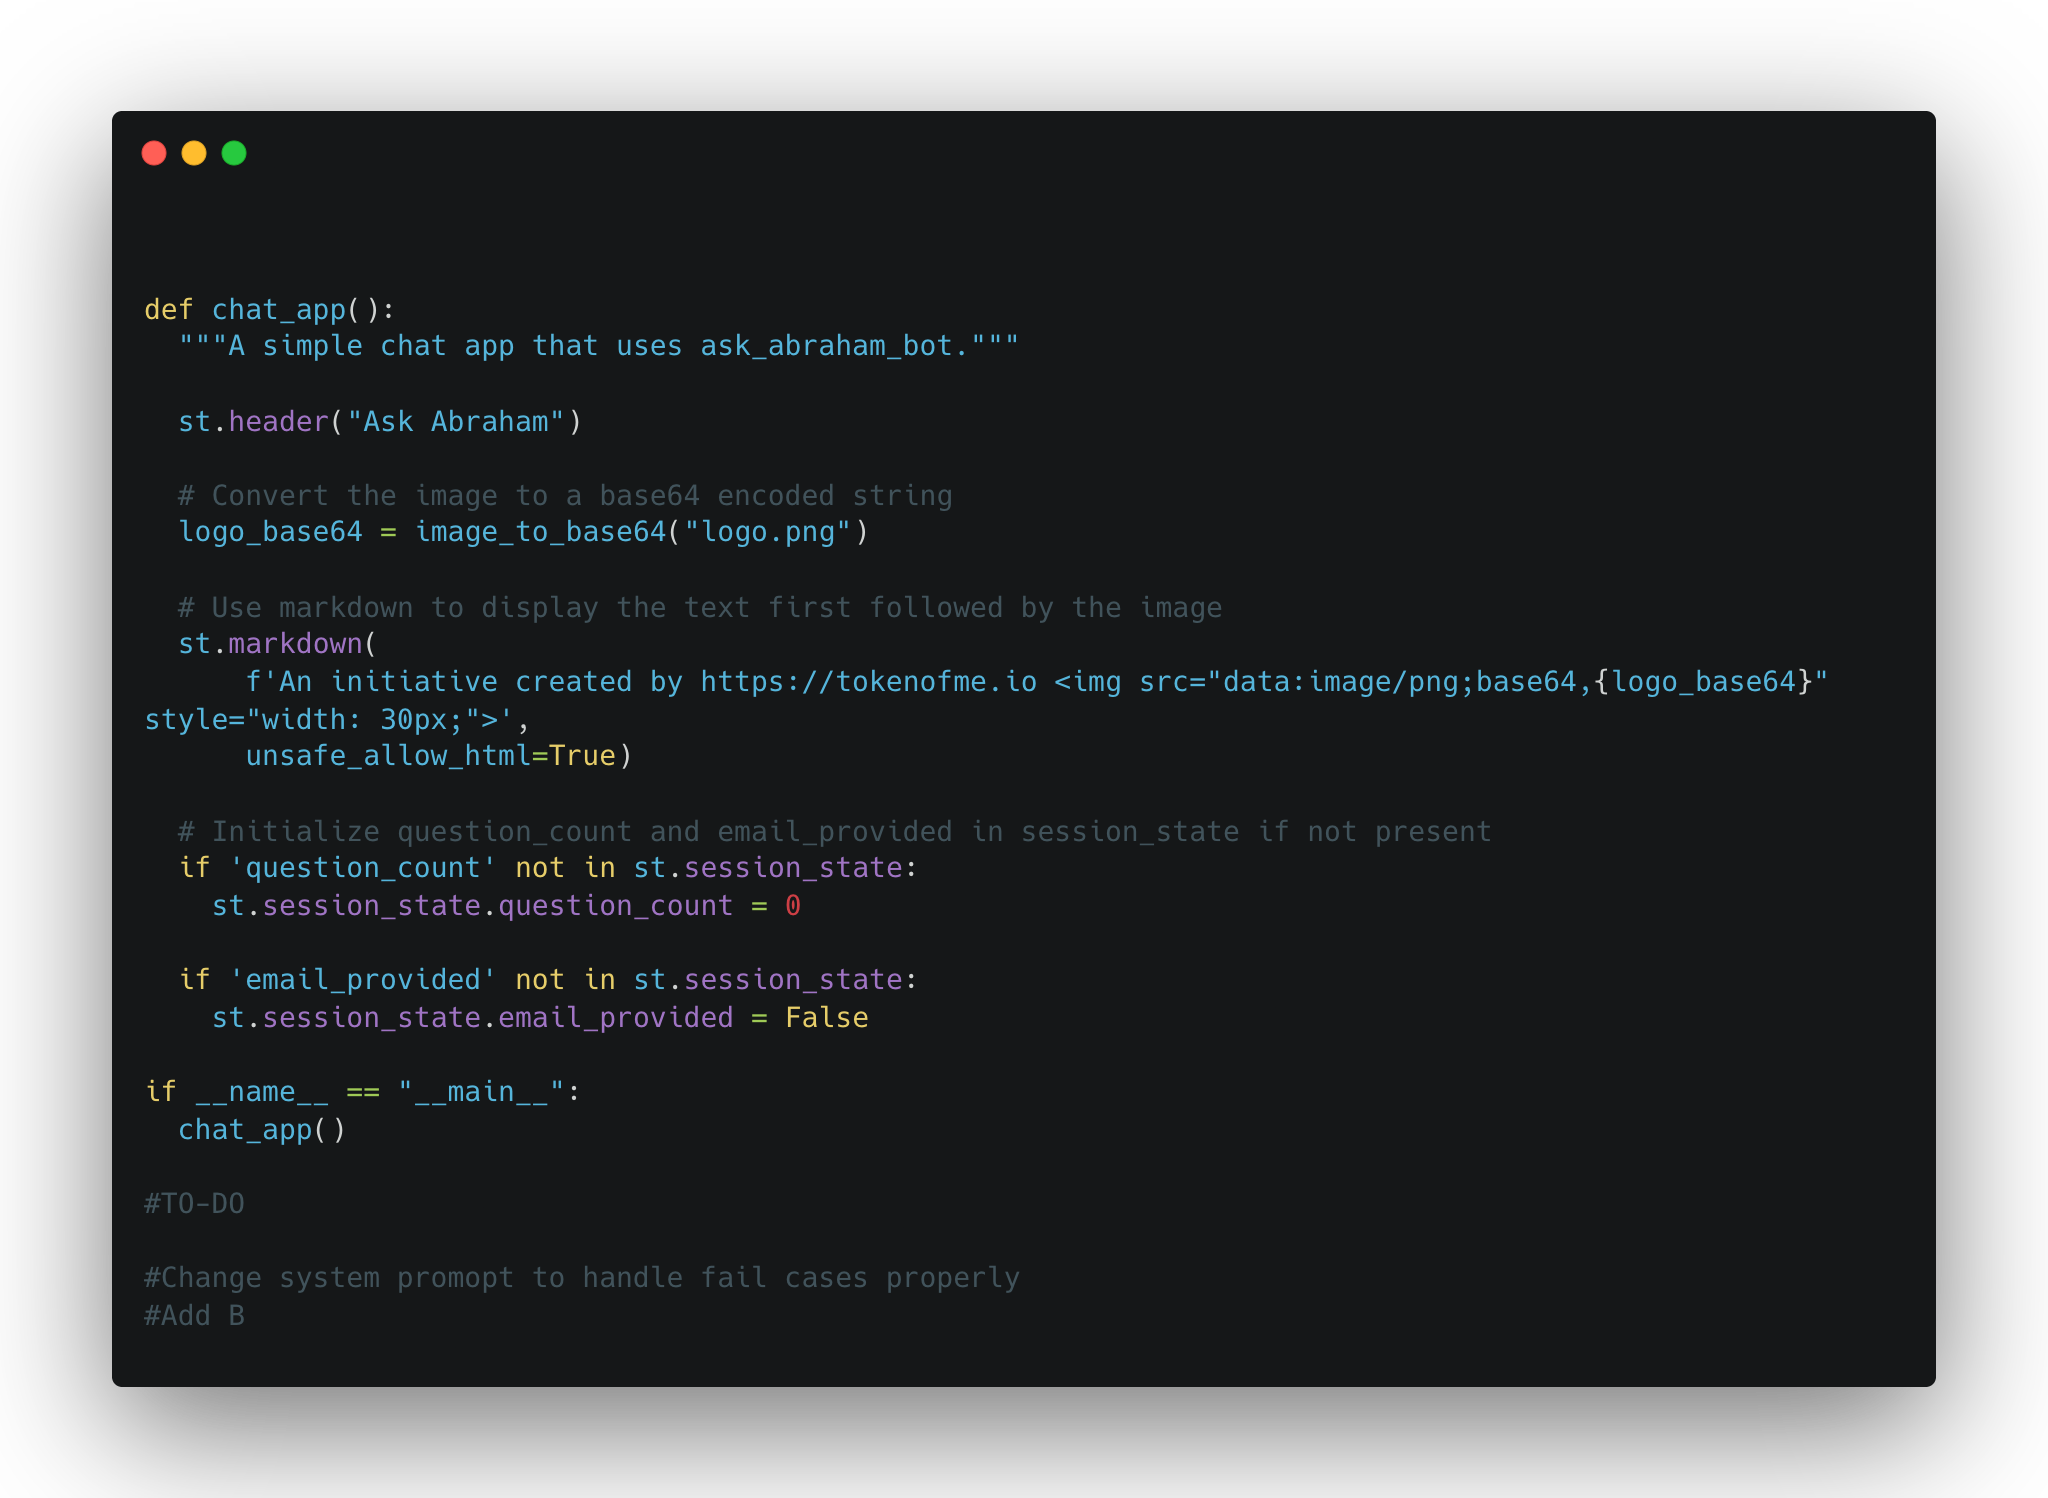 def chat_app():
  """A simple chat app that uses ask_abraham_bot."""
  st.header("Ask Abraham")
  # Convert the image to a base64 encoded string
  logo_base64 = image_to_base64("logo.png")
  # Use markdown to display the text first followed by the image
  st.markdown(
      f'An initiative created by https://tokenofme.io <img src="data:image/png;base64,{logo_base64}"
style="width: 30px;">',
      unsafe_allow_html=True)
  # Initialize question_count and email_provided in session_state if not present
  if 'question_count' not in st.session_state:
    st.session_state.question_count = 0
  if 'email_provided' not in st.session_state:
    st.session_state.email_provided = False
if __name__ == "__main__":
  chat_app()
#TO-DO
#Change system promopt to handle fail cases properly
#Add B